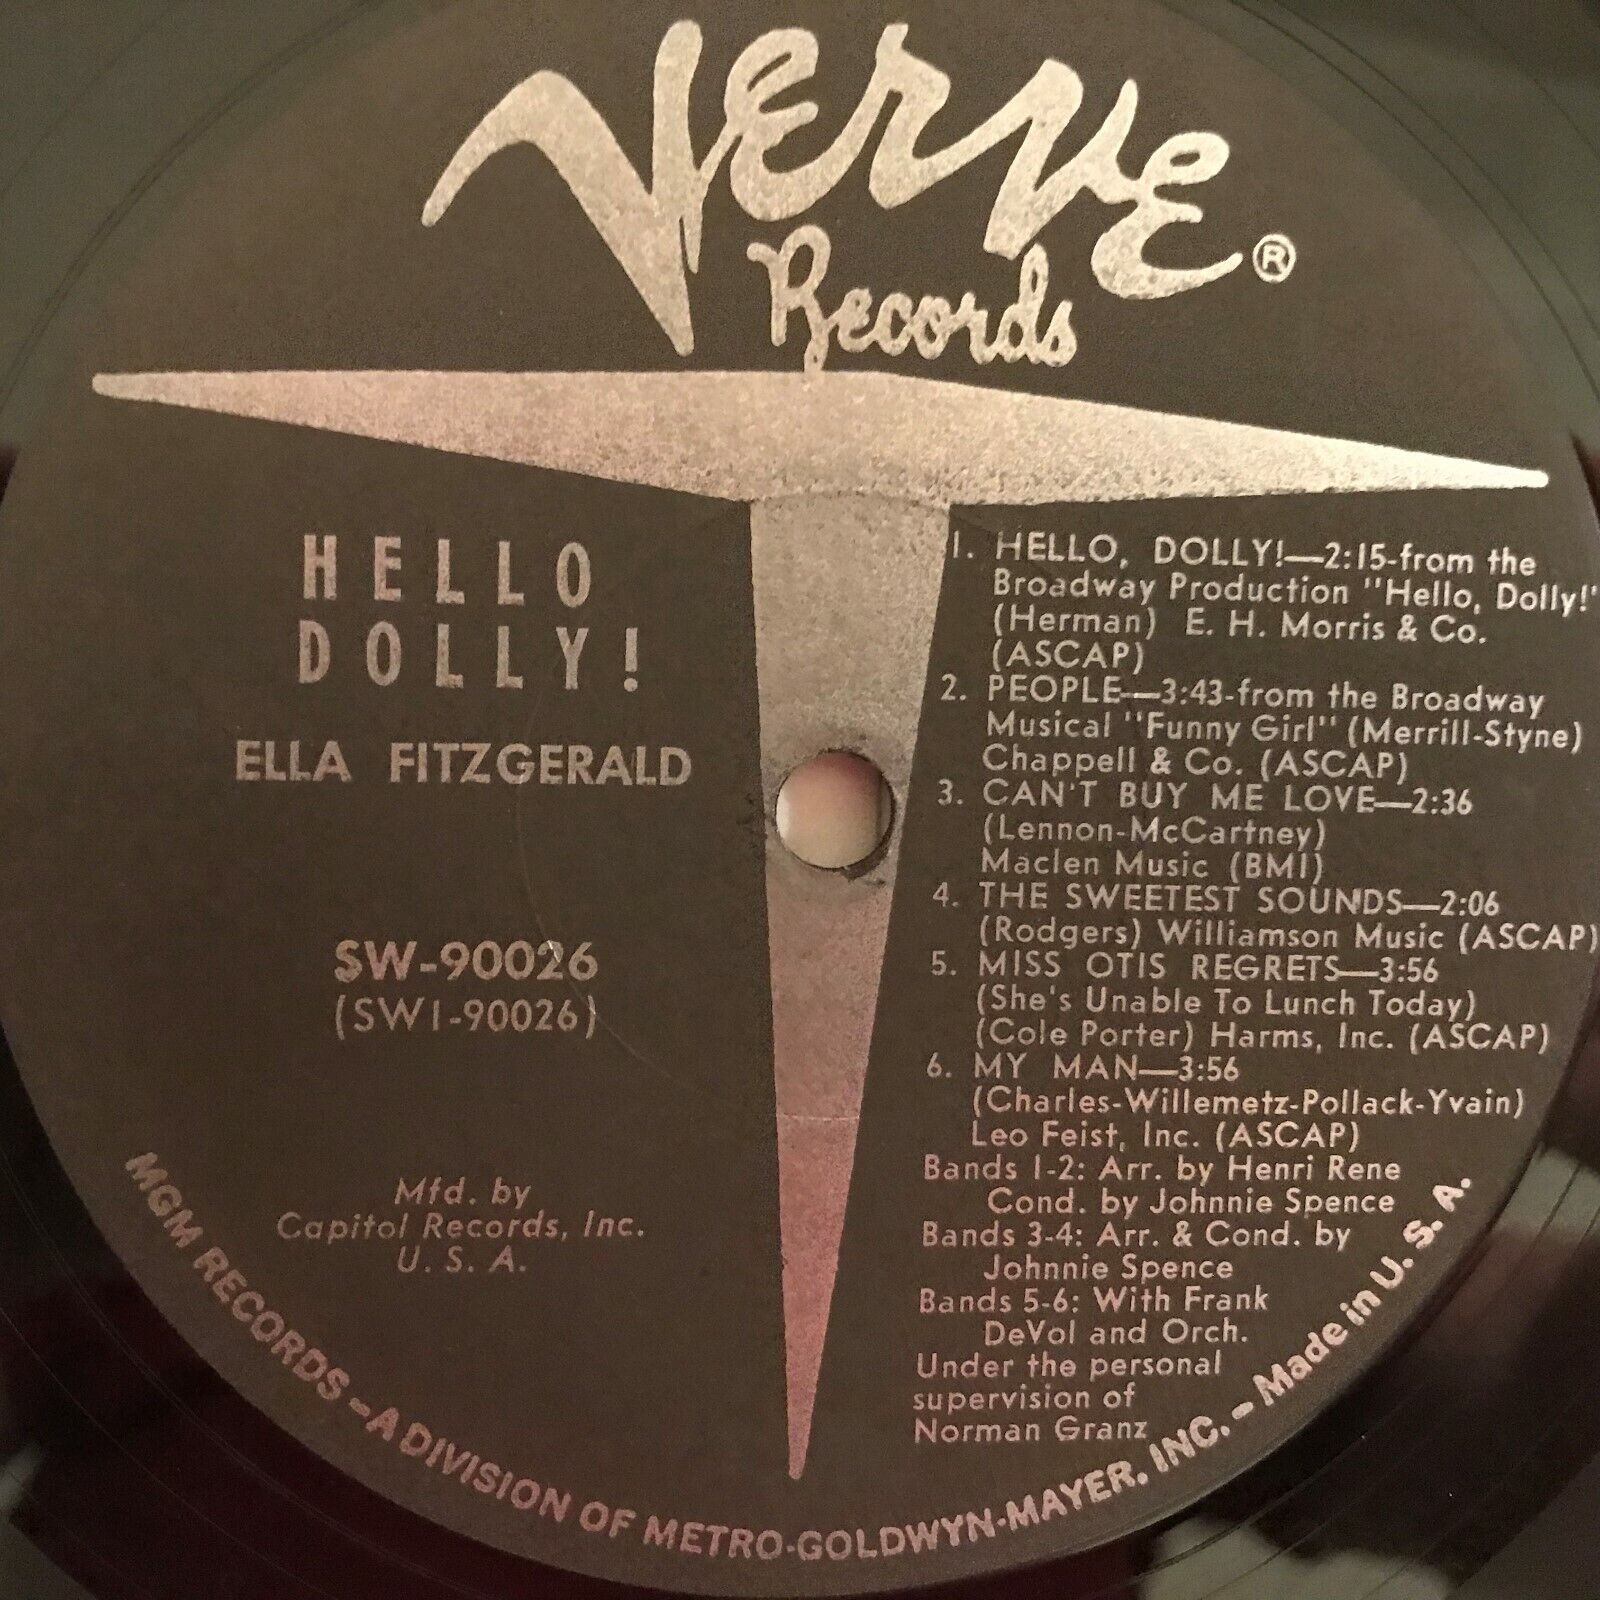 Verve®
Records
HELLO
DOLLY!
ELLA FITZGERALD
SW-90026
(SW1-90026)
Mfd. by
Capitol Records, Inc.
U. S. A.
1. HELLO, DOLLY!—2:15-from the
Broadway Production "Hello, Dolly!"
(Herman) E. H. Morris & Co.
(ASCAP)
2. PEOPLE—3:43-from the Broadway
Musical "Funny Girl" (Merrill-Styne)
Chappell & Co. (ASCAP)
3. CAN'T BUY ME LOVE—2:36
(Lennon-McCartney)
Maclen Music (BMI)
4. THE SWEETEST SOUNDS—2:06
(Rodgers) Williamson Music (ASCAP)
5. MISS OTIS REGRETS—3:56
(She's Unable To Lunch Today)
(Cole Porter) Harms, Inc. (ASCAP)
6. MY MAN—3:56
(Charles-Willemetz-Pollack-Yvain)
Leo Feist, Inc. (ASCAP)
Bands 1-2: Arr. by Henri Rene
Cond. by Johnnie Spence
Bands 3-4: Arr. & Cond. by
Johnnie Spence
Bands 5-6: With Frank
DeVol and Orch.
Under the personal
supervision of
Norman Granz
MGM RECORDS – A DIVISION OF METRO-GOLDWYN-MAYER, INC. – Made in U. S. A.